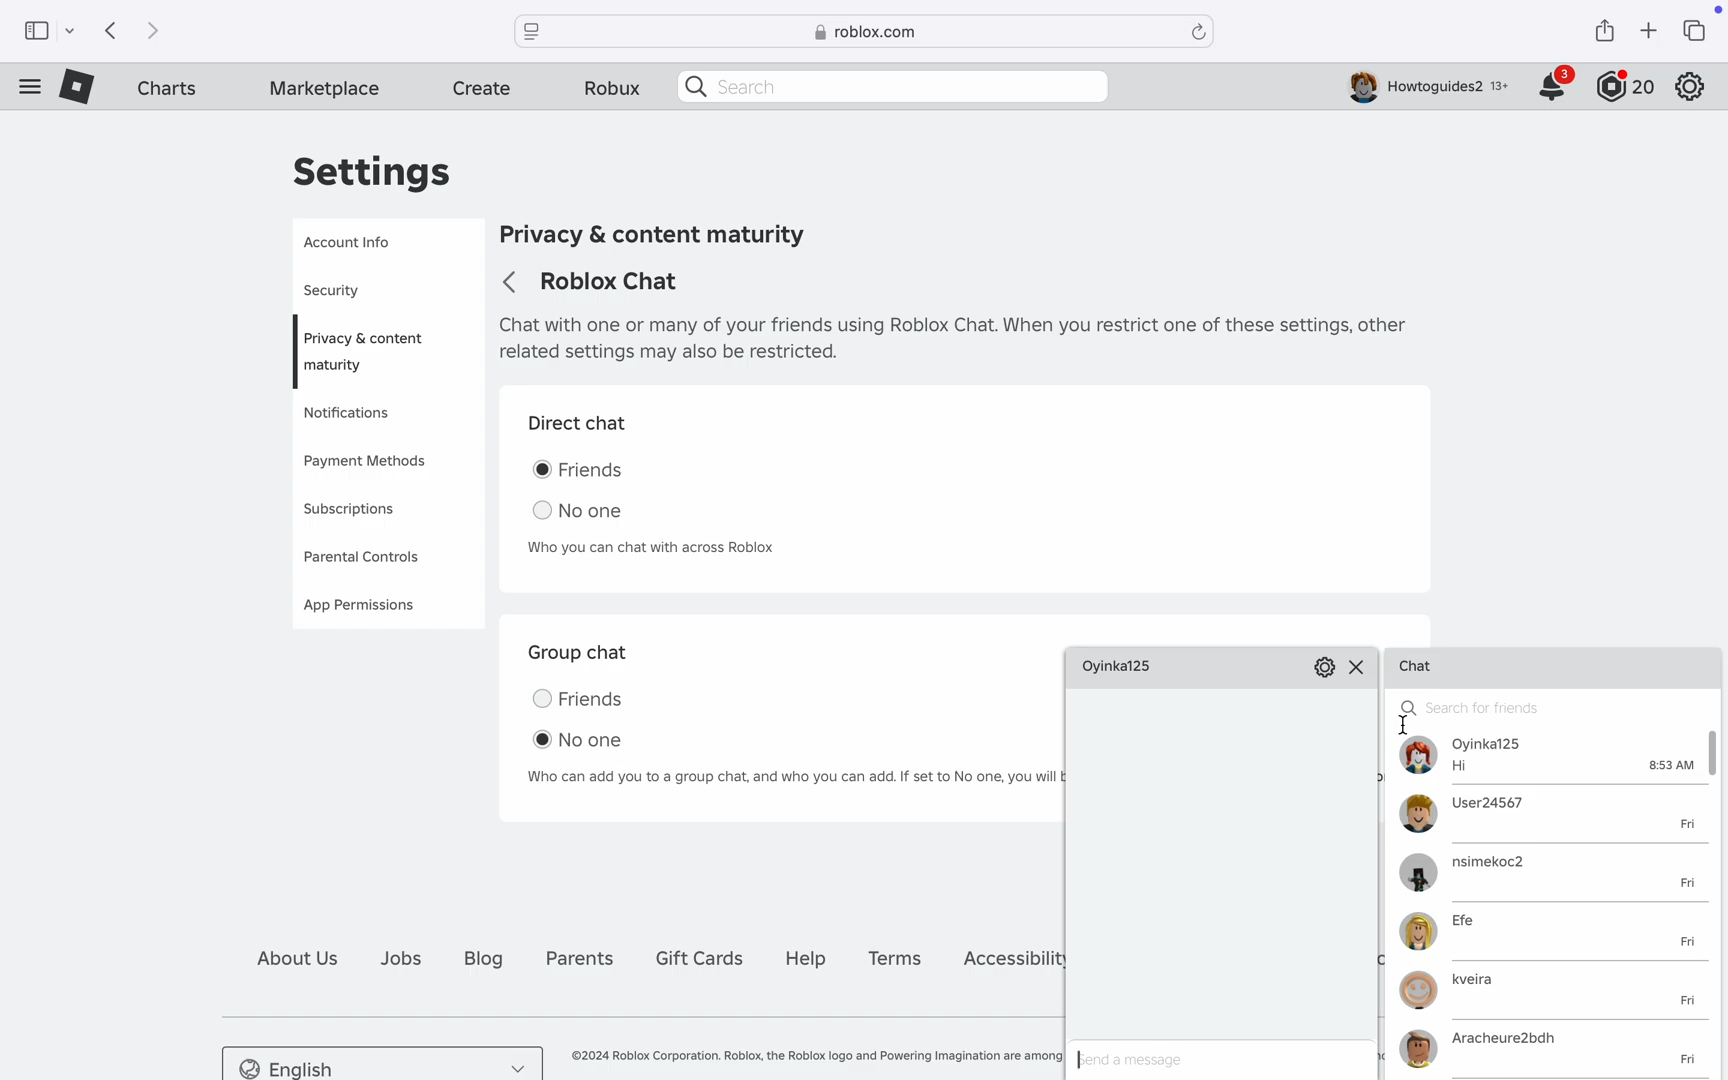 roblox.com
Charts
Marketplace
Create
Robux
Search
Howtoguides2 13+
3
20
Settings
Account Info
Security
Privacy & content
maturity
Notifications
Payment Methods
Subscriptions
Parental Controls
App Permissions
Privacy & content maturity
Roblox Chat
Chat with one or many of your friends using Roblox Chat. When you restrict one of these settings, other
related settings may also be restricted.
Direct chat
Friends
No one
Who you can chat with across Roblox
Group chat
Friends
No one
Who can add you to a group chat, and who you can add. If set to No one, you will
Oyinka125
Send a message
Chat
Search for friends
Oyinka125
Hi
8:53 AM
User24567
Fri
nsimekoc2
Fri
Efe
Fri
kveira
Fri
Aracheure2bdh
Fri
About Us
Jobs
Blog
Parents
Gift Cards
Help
Terms
Accessibility
English
©2024 Roblox Corporation. Roblox, the Roblox logo and Powering Imagination are among